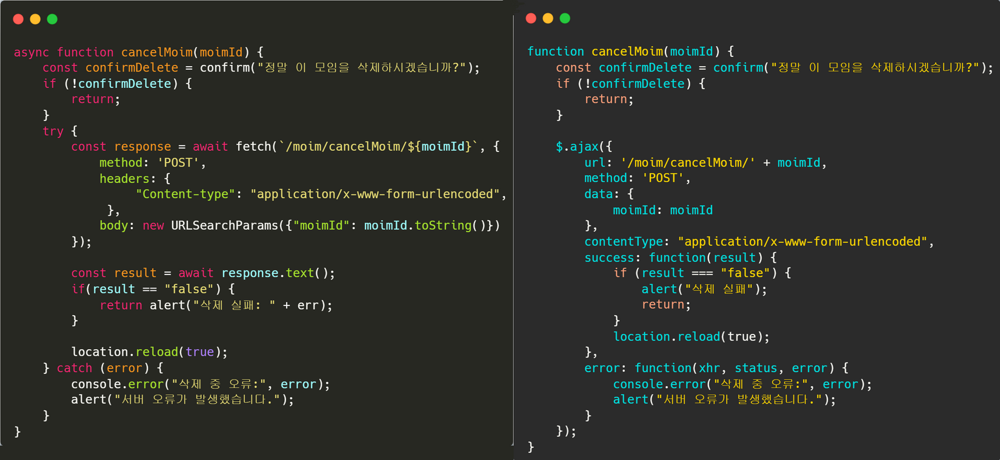 async function cancelMoim(moimId) {
    const confirmDelete = confirm("정말 이 모임을 삭제하시겠습니까?");
    if (!confirmDelete) {
        return;
    }
    try {
        const response = await fetch(`/moim/cancelMoim/${moimId}`, {
            method: 'POST',
            headers: {
                 "Content-type": "application/x-www-form-urlencoded",
             },
            body: new URLSearchParams({"moimId": moimId.toString()})
        });

        const result = await response.text();
        if(result == "false") {
            return alert("삭제 실패: " + err);
        }

        location.reload(true);
    } catch (error) {
        console.error("삭제 중 오류:", error);
        alert("서버 오류가 발생했습니다.");
    }
}
function cancelMoim(moimId) {
    const confirmDelete = confirm("정말 이 모임을 삭제하시겠습니까?");
    if (!confirmDelete) {
        return;
    }

    $.ajax({
        url: '/moim/cancelMoim/' + moimId,
        method: 'POST',
        data: {
            moimId: moimId
        },
        contentType: "application/x-www-form-urlencoded",
        success: function(result) {
            if (result === "false") {
                alert("삭제 실패");
                return;
            }
            location.reload(true);
        },
        error: function(xhr, status, error) {
            console.error("삭제 중 오류:", error);
            alert("서버 오류가 발생했습니다.");
        }
    });
}